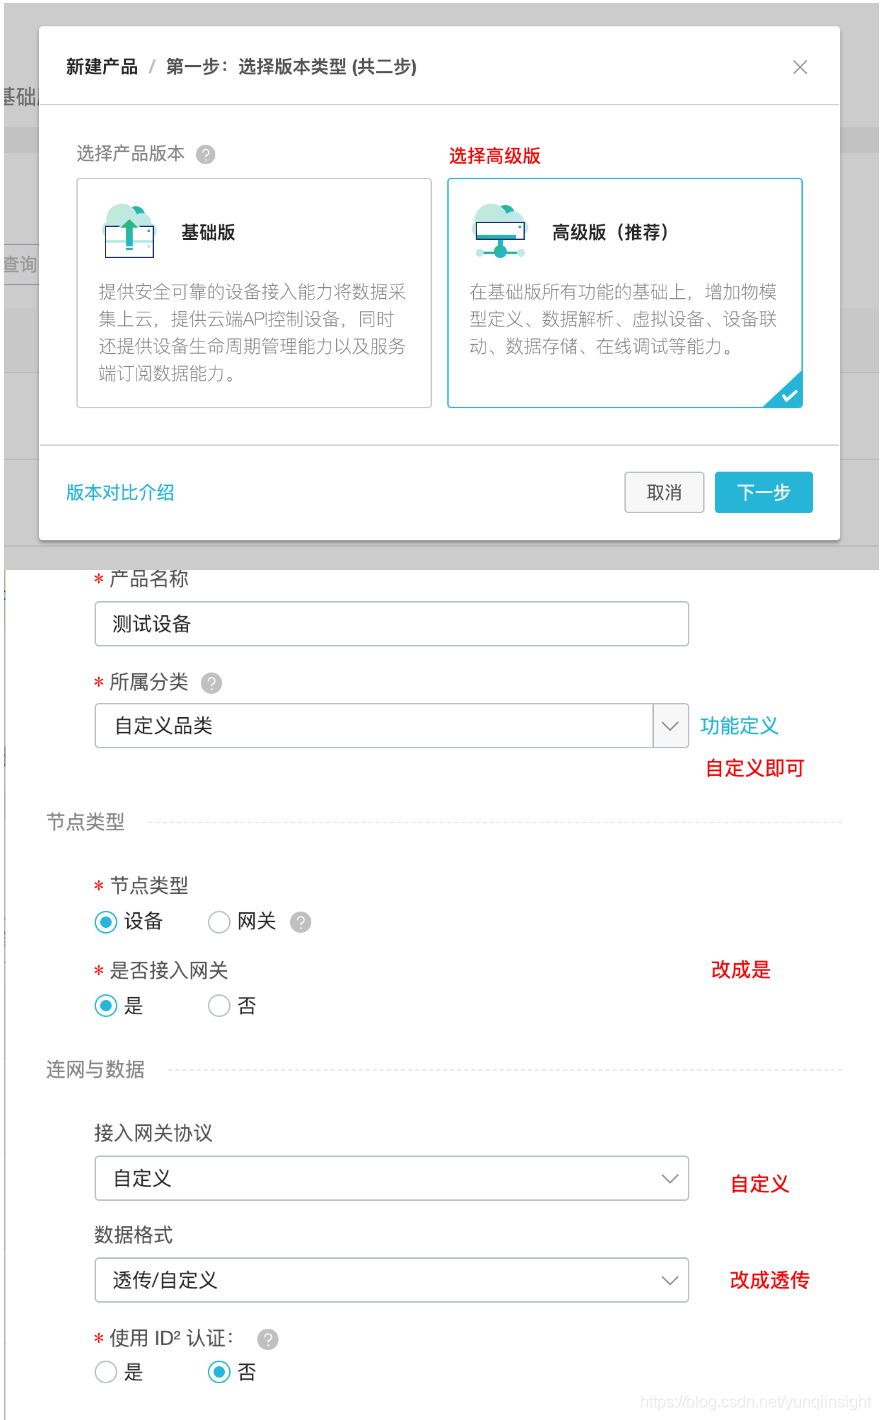 新建产品 / 第一步：选择版本类型 (共二步)
基础
选择产品版本 ?
选择高级版
基础版
提供安全可靠的设备接入能力将数据采
集上云，提供云端API控制设备，同时
还提供设备生命周期管理能力以及服务
端订阅数据能力。
高级版（推荐）
在基础版所有功能的基础上，增加物模
型定义、数据解析、虚拟设备、设备联
动、数据存储、在线调试等能力。
查询
版本对比介绍
取消
下一步
* 产品名称
测试设备
* 所属分类 ?
自定义品类
功能定义
自定义即可
节点类型
* 节点类型
设备 网关 ?
* 是否接入网关
改成是
是 否
连网与数据
接入网关协议
自定义
自定义
数据格式
透传/自定义
改成透传
* 使用 ID² 认证： ?
是 否
https://blog.csdn.net/yunqiinsight